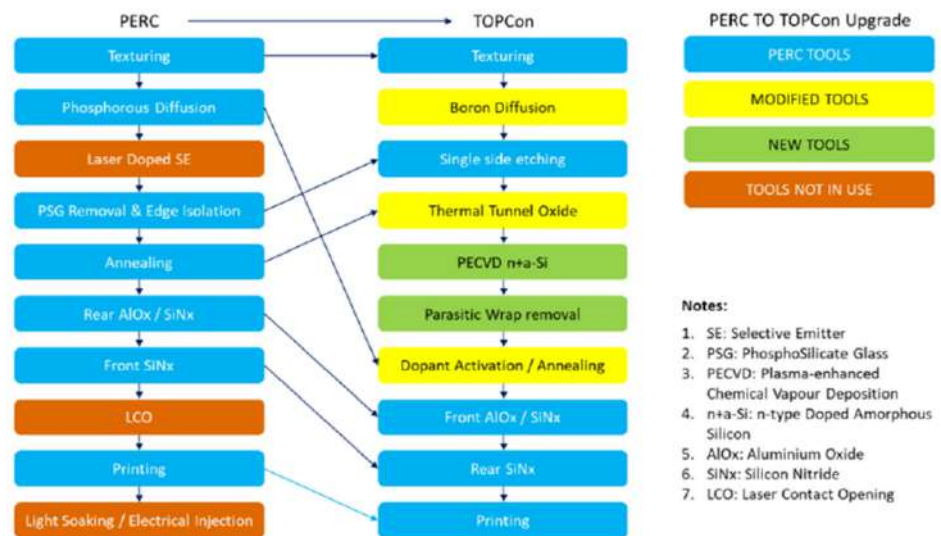 PERC
TOPCon
PERC TO TOPCon Upgrade
Texturing
Phosphorous Diffusion
Laser Doped SE
PSG Removal & Edge Isolation
Annealing
Rear AlOx / SiNx
Front SiNx
LCO
Printing
Light Soaking / Electrical Injection
Texturing
Boron Diffusion
Single side etching
Thermal Tunnel Oxide
PECVD n+a-Si
Parasitic Wrap removal
Dopant Activation / Annealing
Front AlOx / SiNx
Rear SiNx
Printing
PERC TOOLS
MODIFIED TOOLS
NEW TOOLS
TOOLS NOT IN USE
Notes:
1. SE: Selective Emitter
2. PSG: PhosphoSilicate Glass
3. PECVD: Plasma-enhanced
Chemical Vapour Deposition
4. n+a-Si: n-type Doped Amorphous
Silicon
5. AlOx: Aluminium Oxide
6. SiNx: Silicon Nitride
7. LCO: Laser Contact Opening